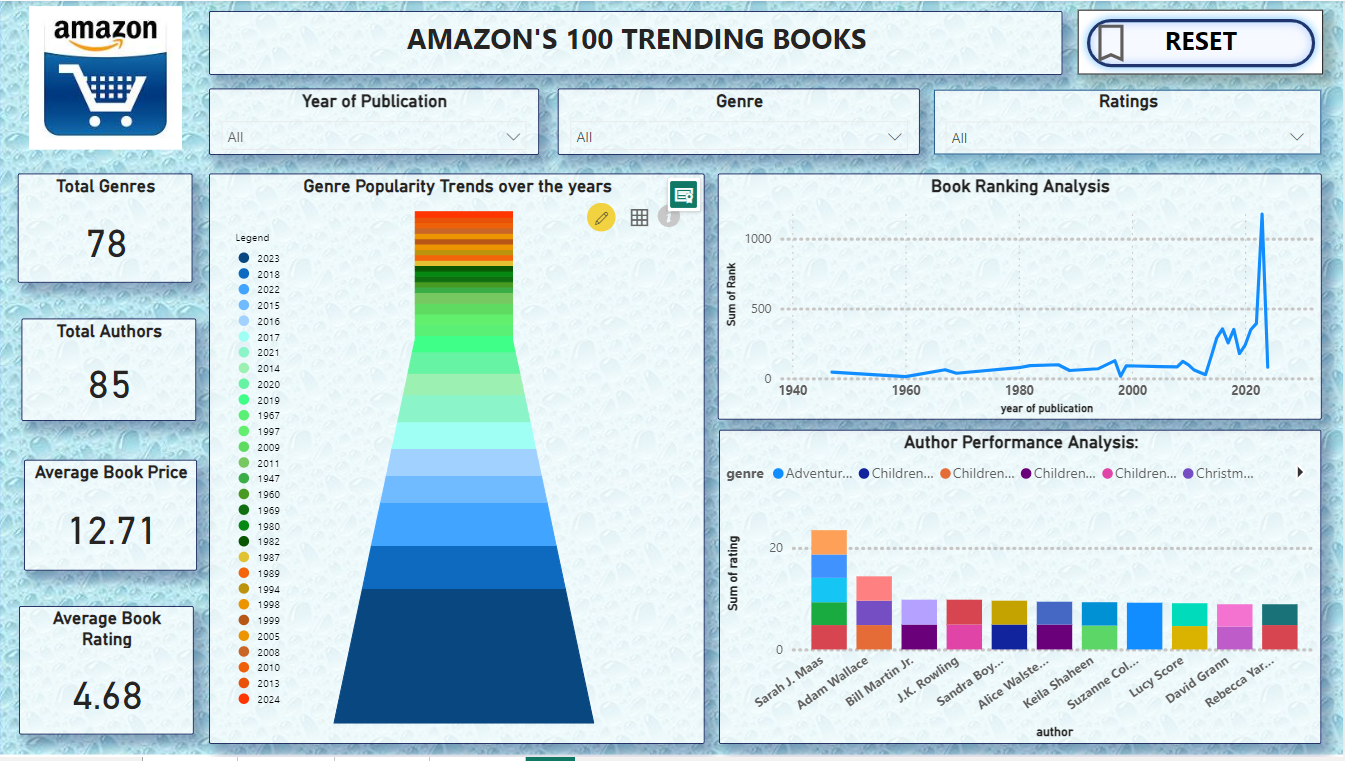 amazon
AMAZON'S 100 TRENDING BOOKS
RESET
Year of Publication
All
Genre
All
Ratings
All
Total Genres
78
Total Authors
85
Average Book Price
12.71
Average Book
Rating
4.68
Genre Popularity Trends over the years
Legend
2023
2018
2022
2015
2016
2017
2021
2014
2020
2019
1967
1997
2009
2011
1947
1960
1969
1980
1982
1987
1989
1994
1998
1999
2005
2008
2010
2013
2024
Book Ranking Analysis
Sum of Rank
1000
500
0
1940
1960
1980
2000
2020
year of publication
Author Performance Analysis:
genre
Adventur...
Children...
Children...
Children...
Children...
Christm...
Sum of rating
20
0
Sarah J. Maas
Adam Wallace
Bill Martin Jr.
J.K. Rowling
Sandra Boy...
Alice Walste...
Keila Shaheen
Suzanne Col...
Lucy Score
David Grann
Rebecca Yar...
author